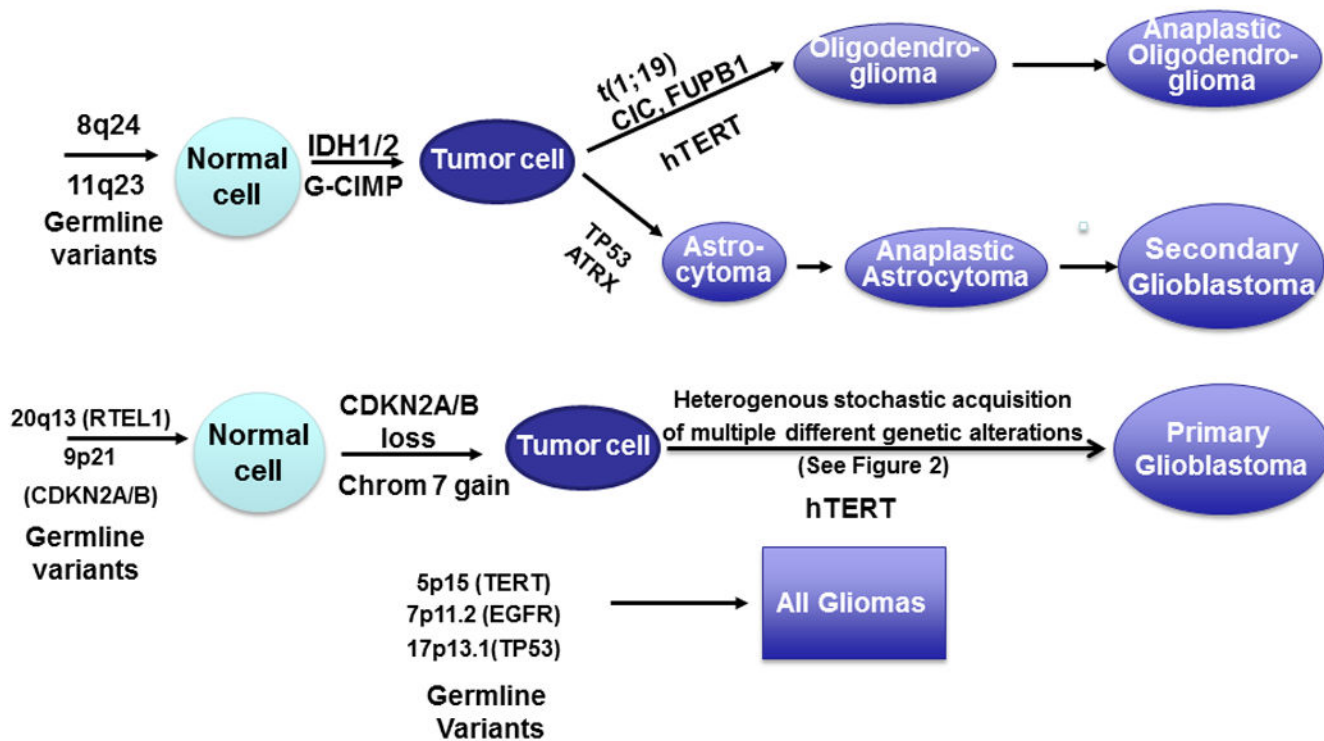 8q24
11q23
Germline
variants
Normal
cell
IDH1/2
G-CIMP
Tumor cell
t(1;19)
CIC, FUPB1
hTERT
Oligodendro-
glioma
Anaplastic
Oligodendro-
glioma
TP53
ATRX
Astro-
cytoma
Anaplastic
Astrocytoma
Secondary
Glioblastoma
20q13 (RTEL1)
9p21
(CDKN2A/B)
Germline
variants
Normal
cell
CDKN2A/B
loss
Chrom 7 gain
Tumor cell
Heterogenous stochastic acquisition
of multiple different genetic alterations
(See Figure 2)
hTERT
Primary
Glioblastoma
5p15 (TERT)
7p11.2 (EGFR)
17p13.1(TP53)
Germline
Variants
All Gliomas